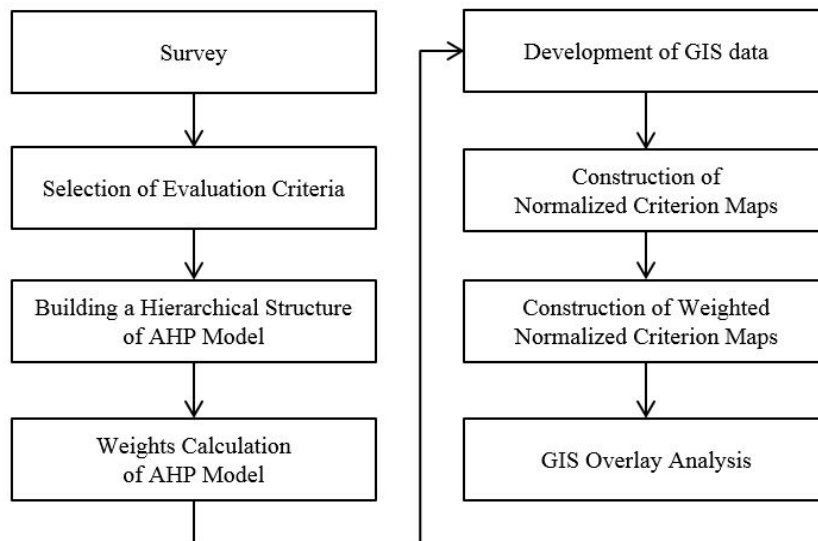 Survey
Selection of Evaluation Criteria
Building a Hierarchical Structure
of AHP Model
Weights Calculation
of AHP Model
Development of GIS data
Construction of
Normalized Criterion Maps
Construction of Weighted
Normalized Criterion Maps
GIS Overlay Analysis